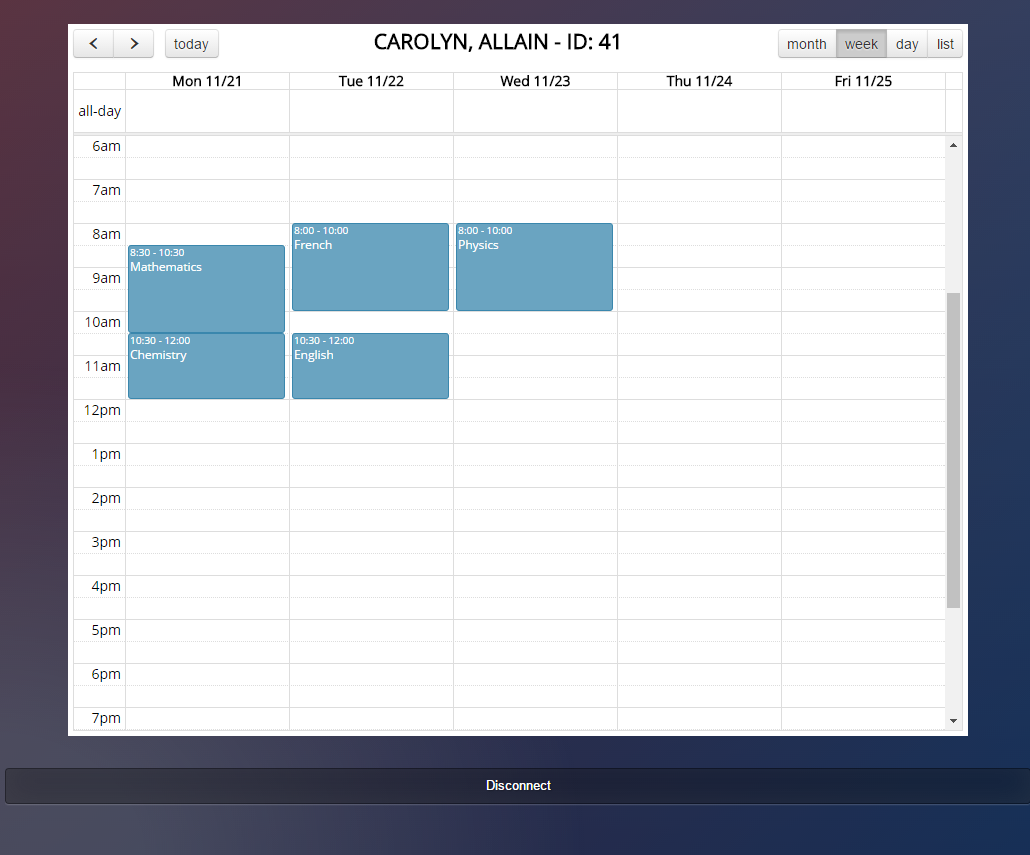 today
CAROLYN, ALLAIN - ID: 41
month week day list
Mon 11/21 Tue 11/22 Wed 11/23 Thu 11/24 Fri 11/25
all-day
6am
7am
8am
8:00 - 10:00
French
8:00 - 10:00
Physics
8:30 - 10:30
Mathematics
9am
10am
10:30 - 12:00
Chemistry
10:30 - 12:00
English
11am
12pm
1pm
2pm
3pm
4pm
5pm
6pm
7pm
Disconnect